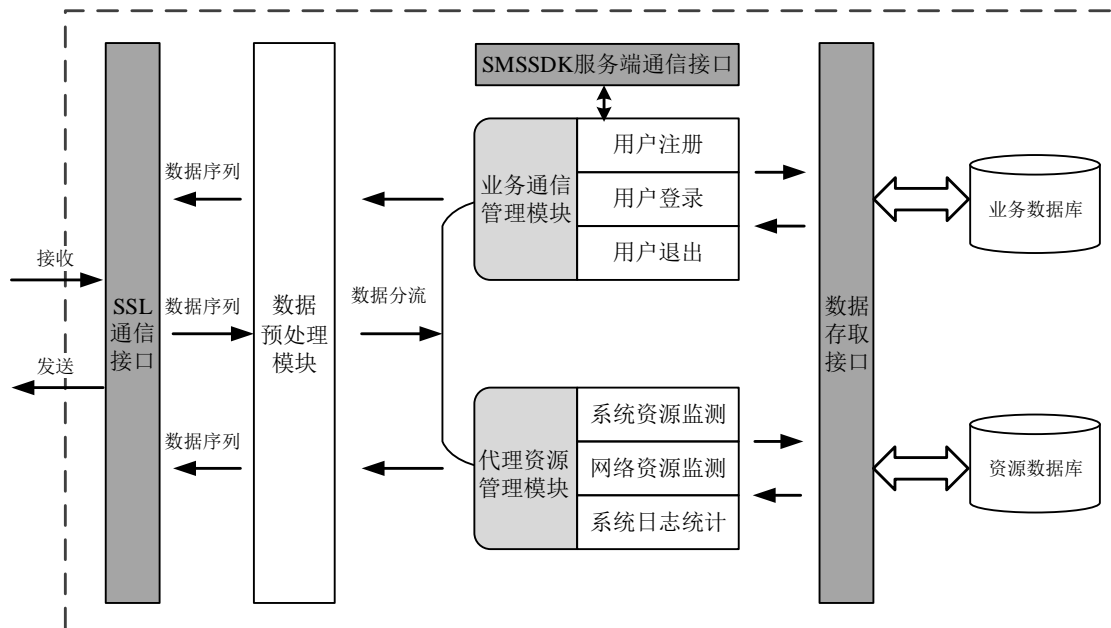 SMSSDK服务端通信接口
接收
发送
SSL
通信
接口
数据序列
数据序列
数据序列
数据
预处理
模块
数据分流
业务通信
管理模块
用户注册
用户登录
用户退出
代理资源
管理模块
系统资源监测
网络资源监测
系统日志统计
数据
存取
接口
业务数据库
资源数据库